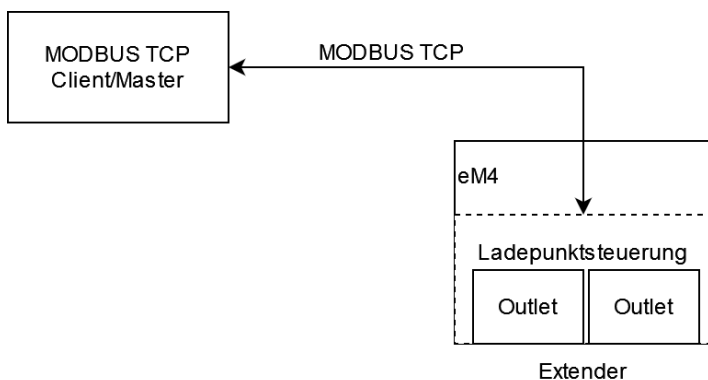 MODBUS TCP
Client/Master
MODBUS TCP
eM4
Ladepunktsteuerung
Outlet
Outlet
Extender